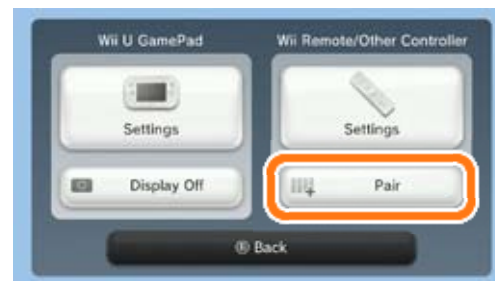 Wii U GamePad
Wii Remote/Other Controller
Settings
Settings
Display Off
Pair
Ⓑ Back